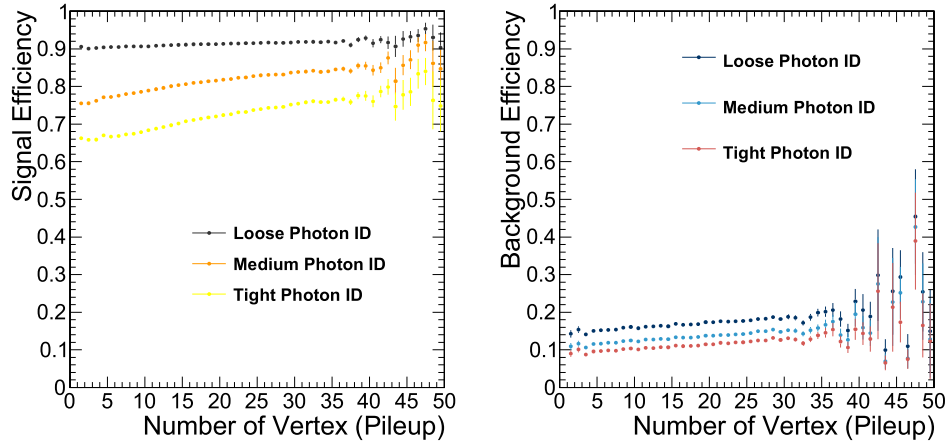 Signal Efficiency
1
0.9
0.8
0.7
0.6
0.5
0.4
0.3
0.2
0.1
0
Loose Photon ID
Medium Photon ID
Tight Photon ID
0 5 10 15 20 25 30 35 40 45 50
Number of Vertex (Pileup)
Background Efficiency
1
0.9
0.8
0.7
0.6
0.5
0.4
0.3
0.2
0.1
0
Loose Photon ID
Medium Photon ID
Tight Photon ID
0 5 10 15 20 25 30 35 40 45 50
Number of Vertex (Pileup)